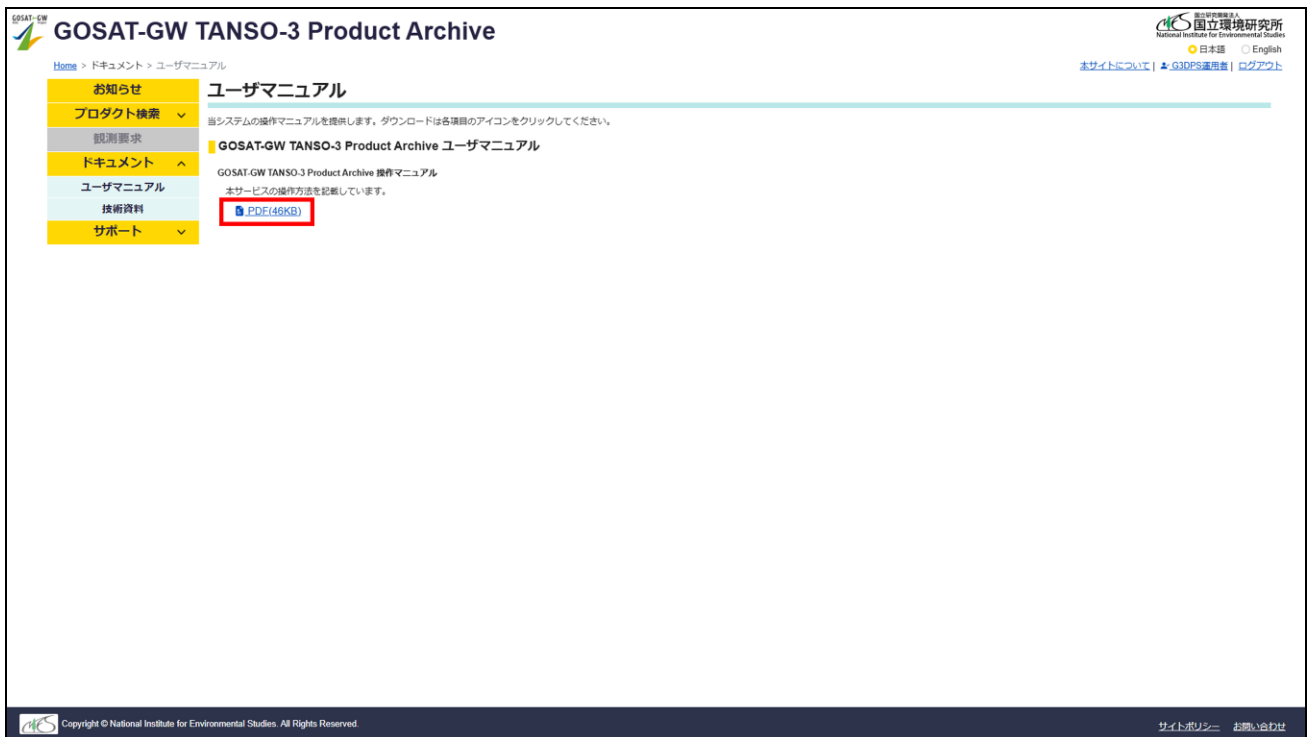 GOSAT-GW
GOSAT-GW TANSO-3 Product Archive
国立研究開発法人
国立環境研究所
National Institute for Environmental Studies
日本語 English
Home > ドキュメント > ユーザマニュアル
本サイトについて | G3DPS運用者 | ログアウト
お知らせ
プロダクト検索
観測要求
ドキュメント
ユーザマニュアル
技術資料
サポート
ユーザマニュアル
当システムの操作マニュアルを提供します。ダウンロードは各項目のアイコンをクリックしてください。
GOSAT-GW TANSO-3 Product Archive ユーザマニュアル
GOSAT-GW TANSO-3 Product Archive 操作マニュアル
本サービスの操作方法を記載しています。
PDF(46KB)
Copyright © National Institute for Environmental Studies. All Rights Reserved.
サイトポリシー お問い合わせ